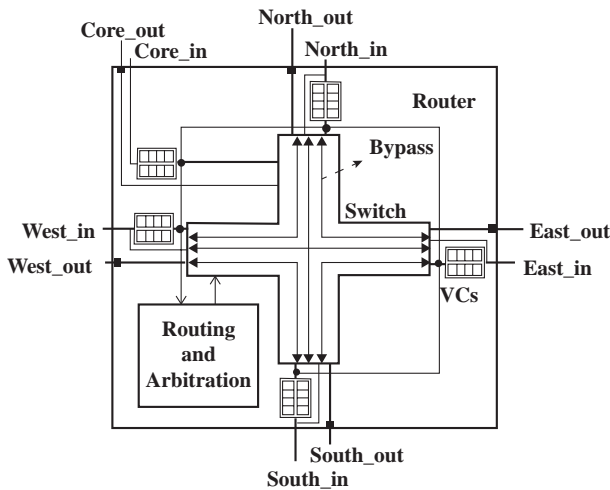 North_out
Core_out
North_in
Core_in
Router
Bypass
Switch
West_in
East_out
West_out
East_in
VCs
Routing
and
Arbitration
South_out
South_in